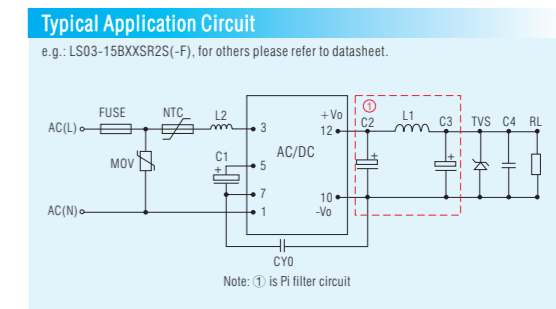 Typical Application Circuit
e.g.: LS03-15BXXSR2S(-F), for others please refer to datasheet.
①
FUSE NTC L2 +Vo C2 L1 C3 TVS C4 RL
AC(L) 3 12
MOV C1 + 5 AC/DC + +
7 10
AC(N) 1 -Vo
CY0
Note: ① is Pi filter circuit